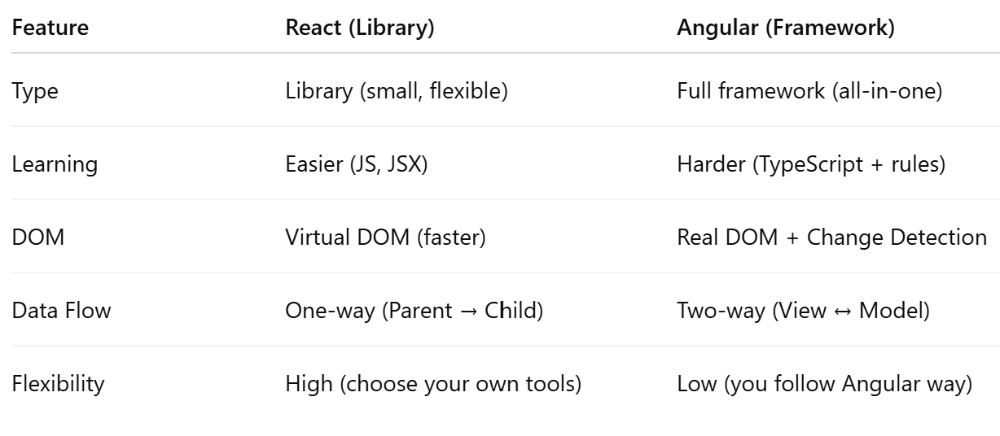 Feature React (Library) Angular (Framework)
Type Library (small, flexible) Full framework (all-in-one)
Learning Easier (JS, JSX) Harder (TypeScript + rules)
DOM Virtual DOM (faster) Real DOM + Change Detection
Data Flow One-way (Parent → Child) Two-way (View ↔ Model)
Flexibility High (choose your own tools) Low (you follow Angular way)